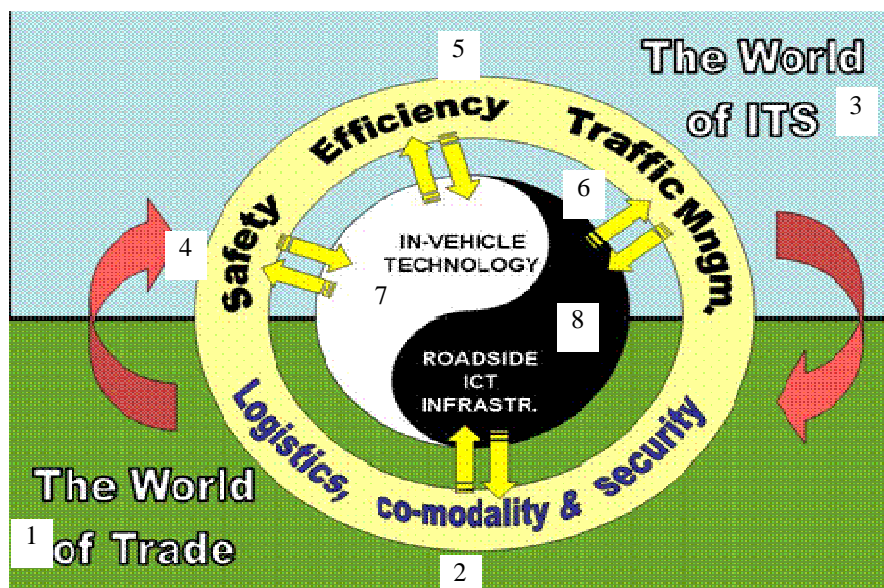 5
The World
of ITS 3
Efficiency
Traffic Mngm,
6
Safety
4
IN-VEHICLE
TECHNOLOGY
7
8
ROADSIDE
ICT
INFRASTR.
Logistics, co-modality & security
The World
of Trade
1
2